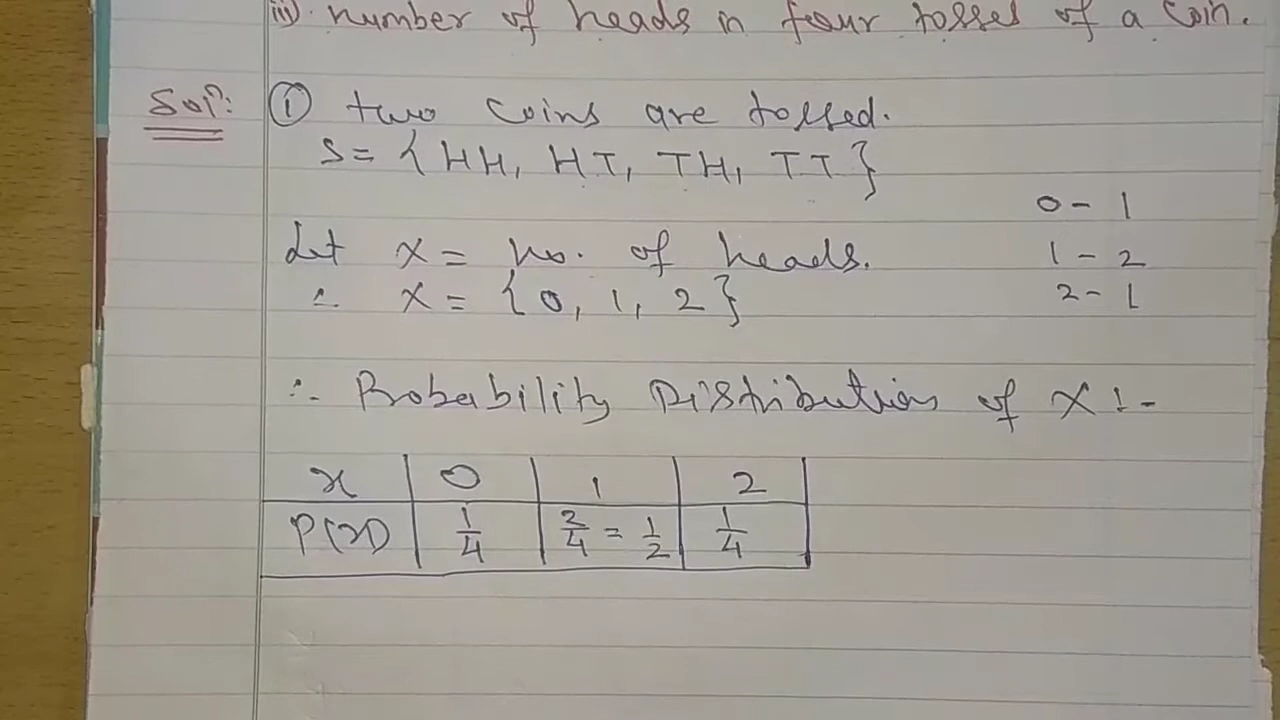 iii). number of heads in four tosses of a coin.
Solⁿ: ① two coins are tossed.
S = {HH, HT, TH, TT}
0 - 1
Let X = no. of heads.
1 - 2
∴ X = {0, 1, 2}
2 - 1
∴ Probability Distribution of X :-
x | 0 | 1 | 2
P(x) | 1/4 | 2/4 = 1/2 | 1/4